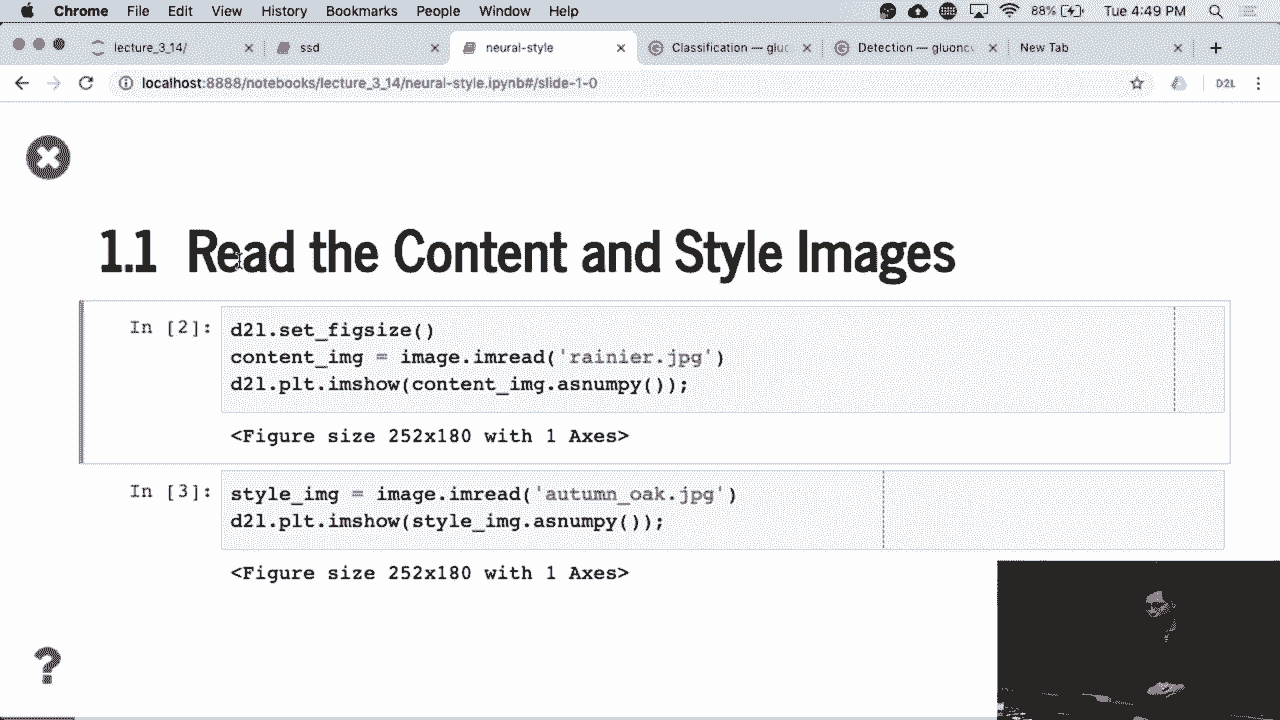 Chrome File Edit View History Bookmarks People Window Help 88% Tue 4:49 PM
lecture_3_14/ ssd neural-style Classification — gluo Detection — gluoncv New Tab
localhost:8888/notebooks/lecture_3_14/neural-style.ipynb#/slide-1-0 D2L
1.1 Read the Content and Style Images
In [2]: d2l.set_figsize()
content_img = image.imread('rainier.jpg')
d2l.plt.imshow(content_img.asnumpy());
<Figure size 252x180 with 1 Axes>
In [3]: style_img = image.imread('autumn_oak.jpg')
d2l.plt.imshow(style_img.asnumpy());
<Figure size 252x180 with 1 Axes>
?